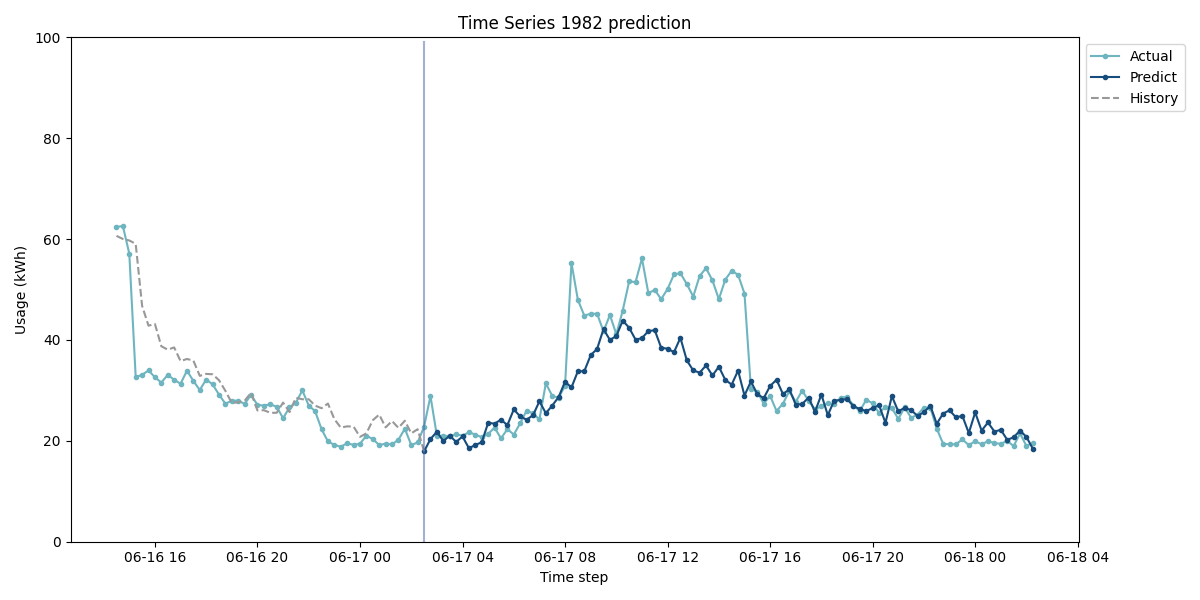 Time Series 1982 prediction
100
80
60
40
20
0
Usage (kWh)
06-16 16
06-16 20
06-17 00
06-17 04
06-17 08
06-17 12
06-17 16
06-17 20
06-18 00
06-18 04
Time step
Actual
Predict
History